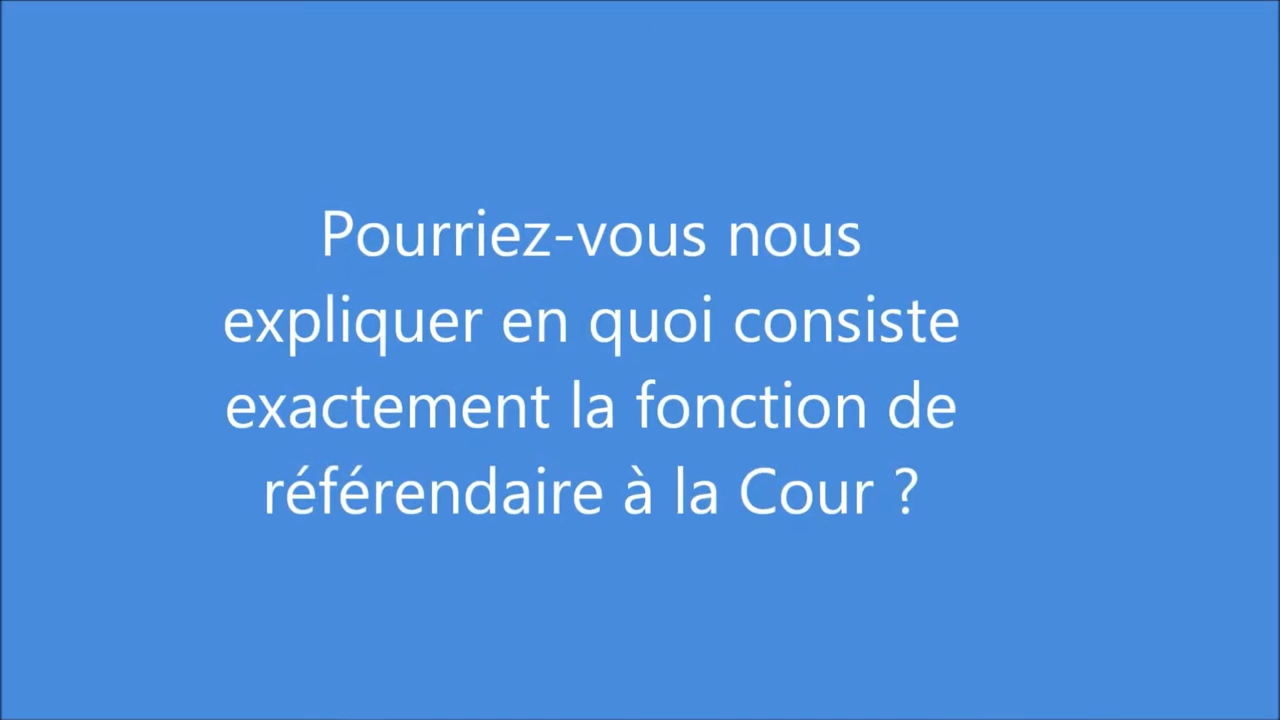 Pourriez-vous nous
expliquer en quoi consiste
exactement la fonction de
référendaire à la Cour ?